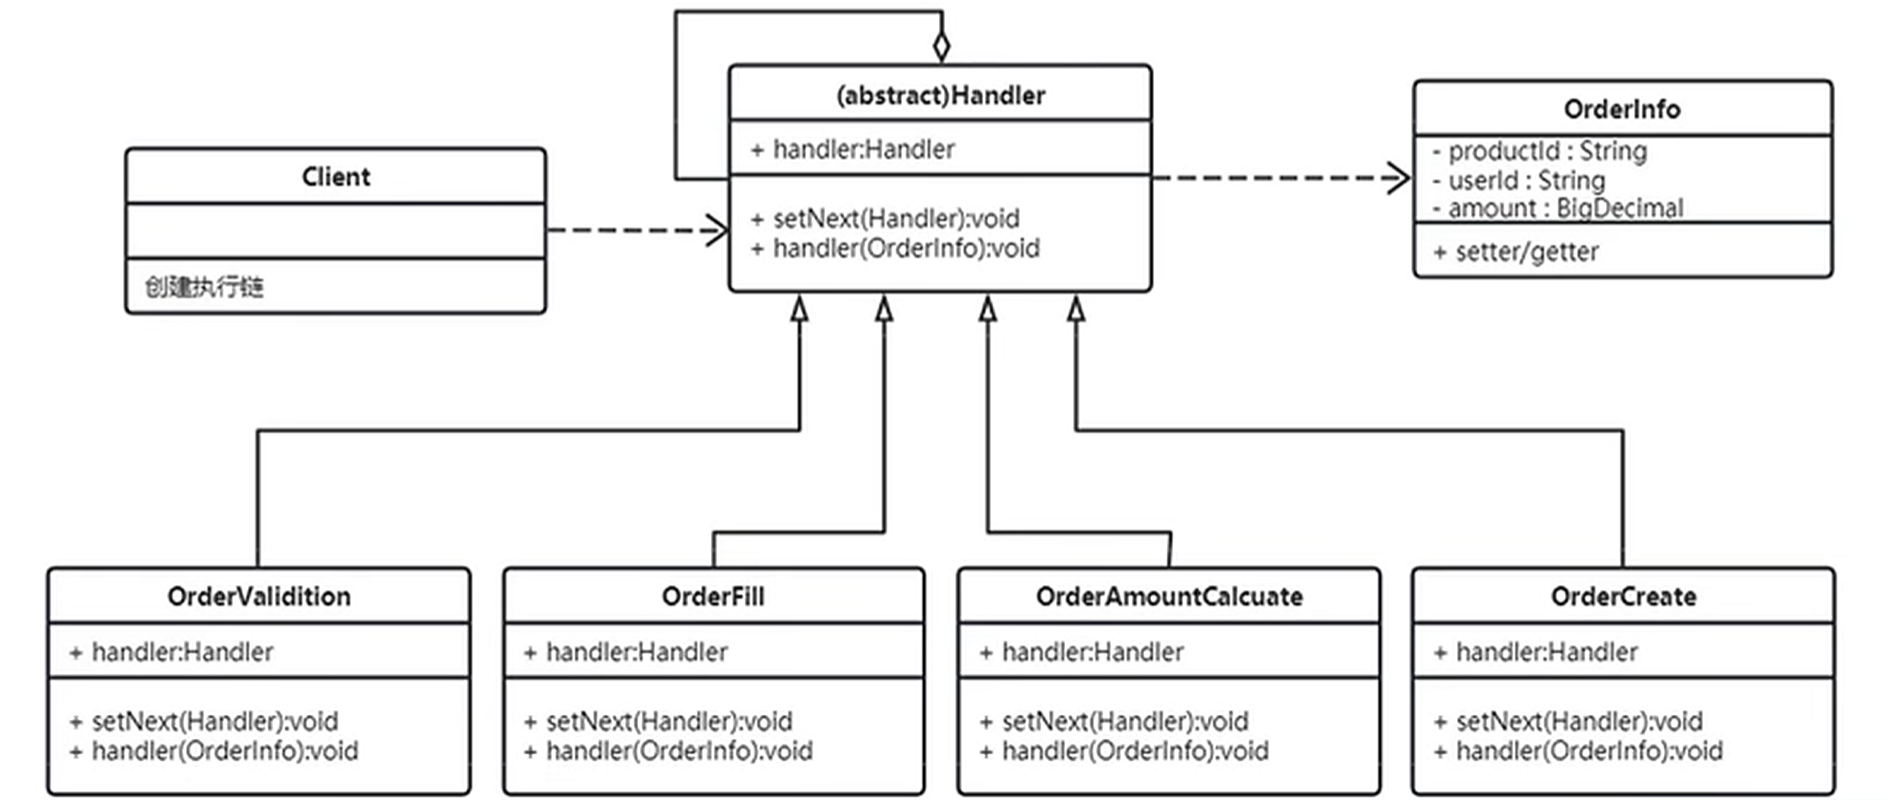 (abstract)Handler
+ handler:Handler
+ setNext(Handler):void
+ handler(OrderInfo):void
OrderInfo
- productId : String
- userId : String
- amount : BigDecimal
+ setter/getter
Client
创建执行链
OrderValidition
+ handler:Handler
+ setNext(Handler):void
+ handler(OrderInfo):void
OrderFill
+ handler:Handler
+ setNext(Handler):void
+ handler(OrderInfo):void
OrderAmountCalcuate
+ handler:Handler
+ setNext(Handler):void
+ handler(OrderInfo):void
OrderCreate
+ handler:Handler
+ setNext(Handler):void
+ handler(OrderInfo):void